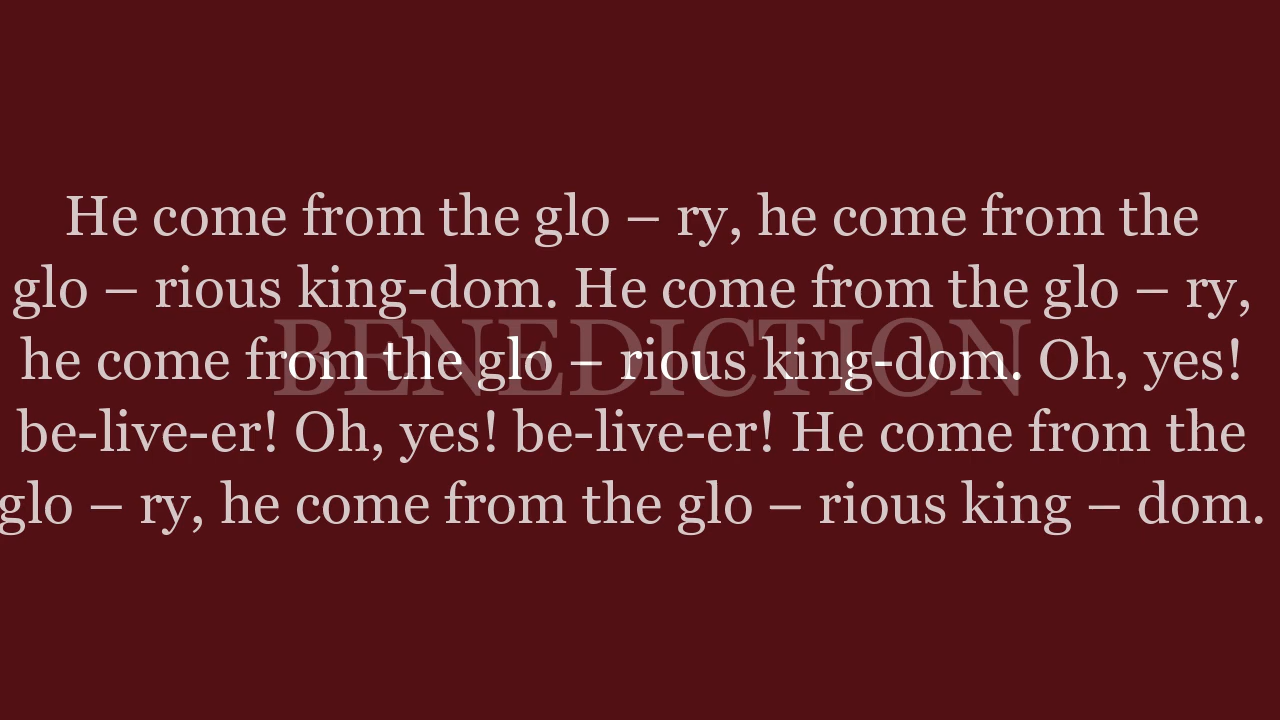 He come from the glo – ry, he come from the
glo – rious king-dom. He come from the glo – ry,
he come from the glo – rious king-dom. Oh, yes!
BENEDICTION
be-live-er! Oh, yes! be-live-er! He come from the
glo – ry, he come from the glo – rious king – dom.